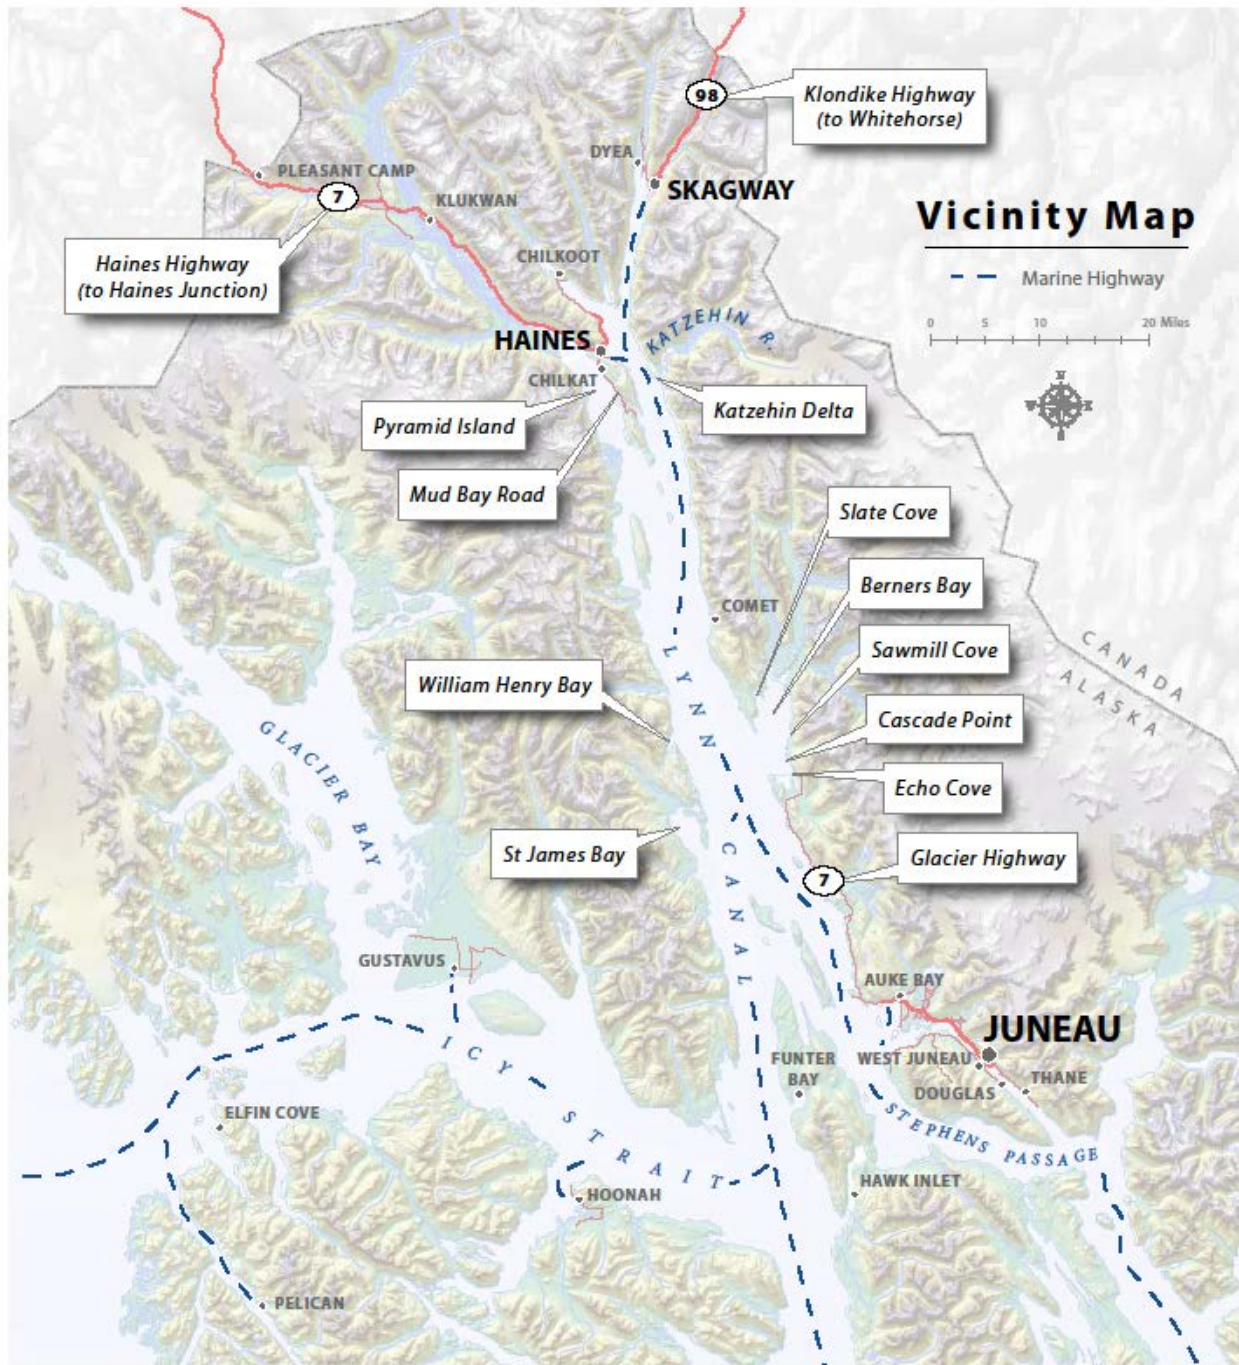 98
Klondike Highway
(to Whitehorse)
DYEA
PLEASANT CAMP
SKAGWAY
7
KLUKWAN
Vicinity Map
Haines Highway
(to Haines Junction)
CHILKOOT
Marine Highway
KATZEHIN R.
0 5 10 20 Miles
HAINES
CHILKAT
N
W E
S
Pyramid Island
Katzehin Delta
Mud Bay Road
Slate Cove
Berners Bay
COMET
Sawmill Cove
CANADA
ALASKA
William Henry Bay
Cascade Point
LYNN CANAL
GLACIER BAY
Echo Cove
St James Bay
Glacier Highway
7
GUSTAVUS
AUKE BAY
JUNEAU
ICY STRAIT
FUNTER
BAY
WEST JUNEAU
DOUGLAS
THANE
ELFIN COVE
STEPHENS PASSAGE
HAWK INLET
HOONAH
PELICAN